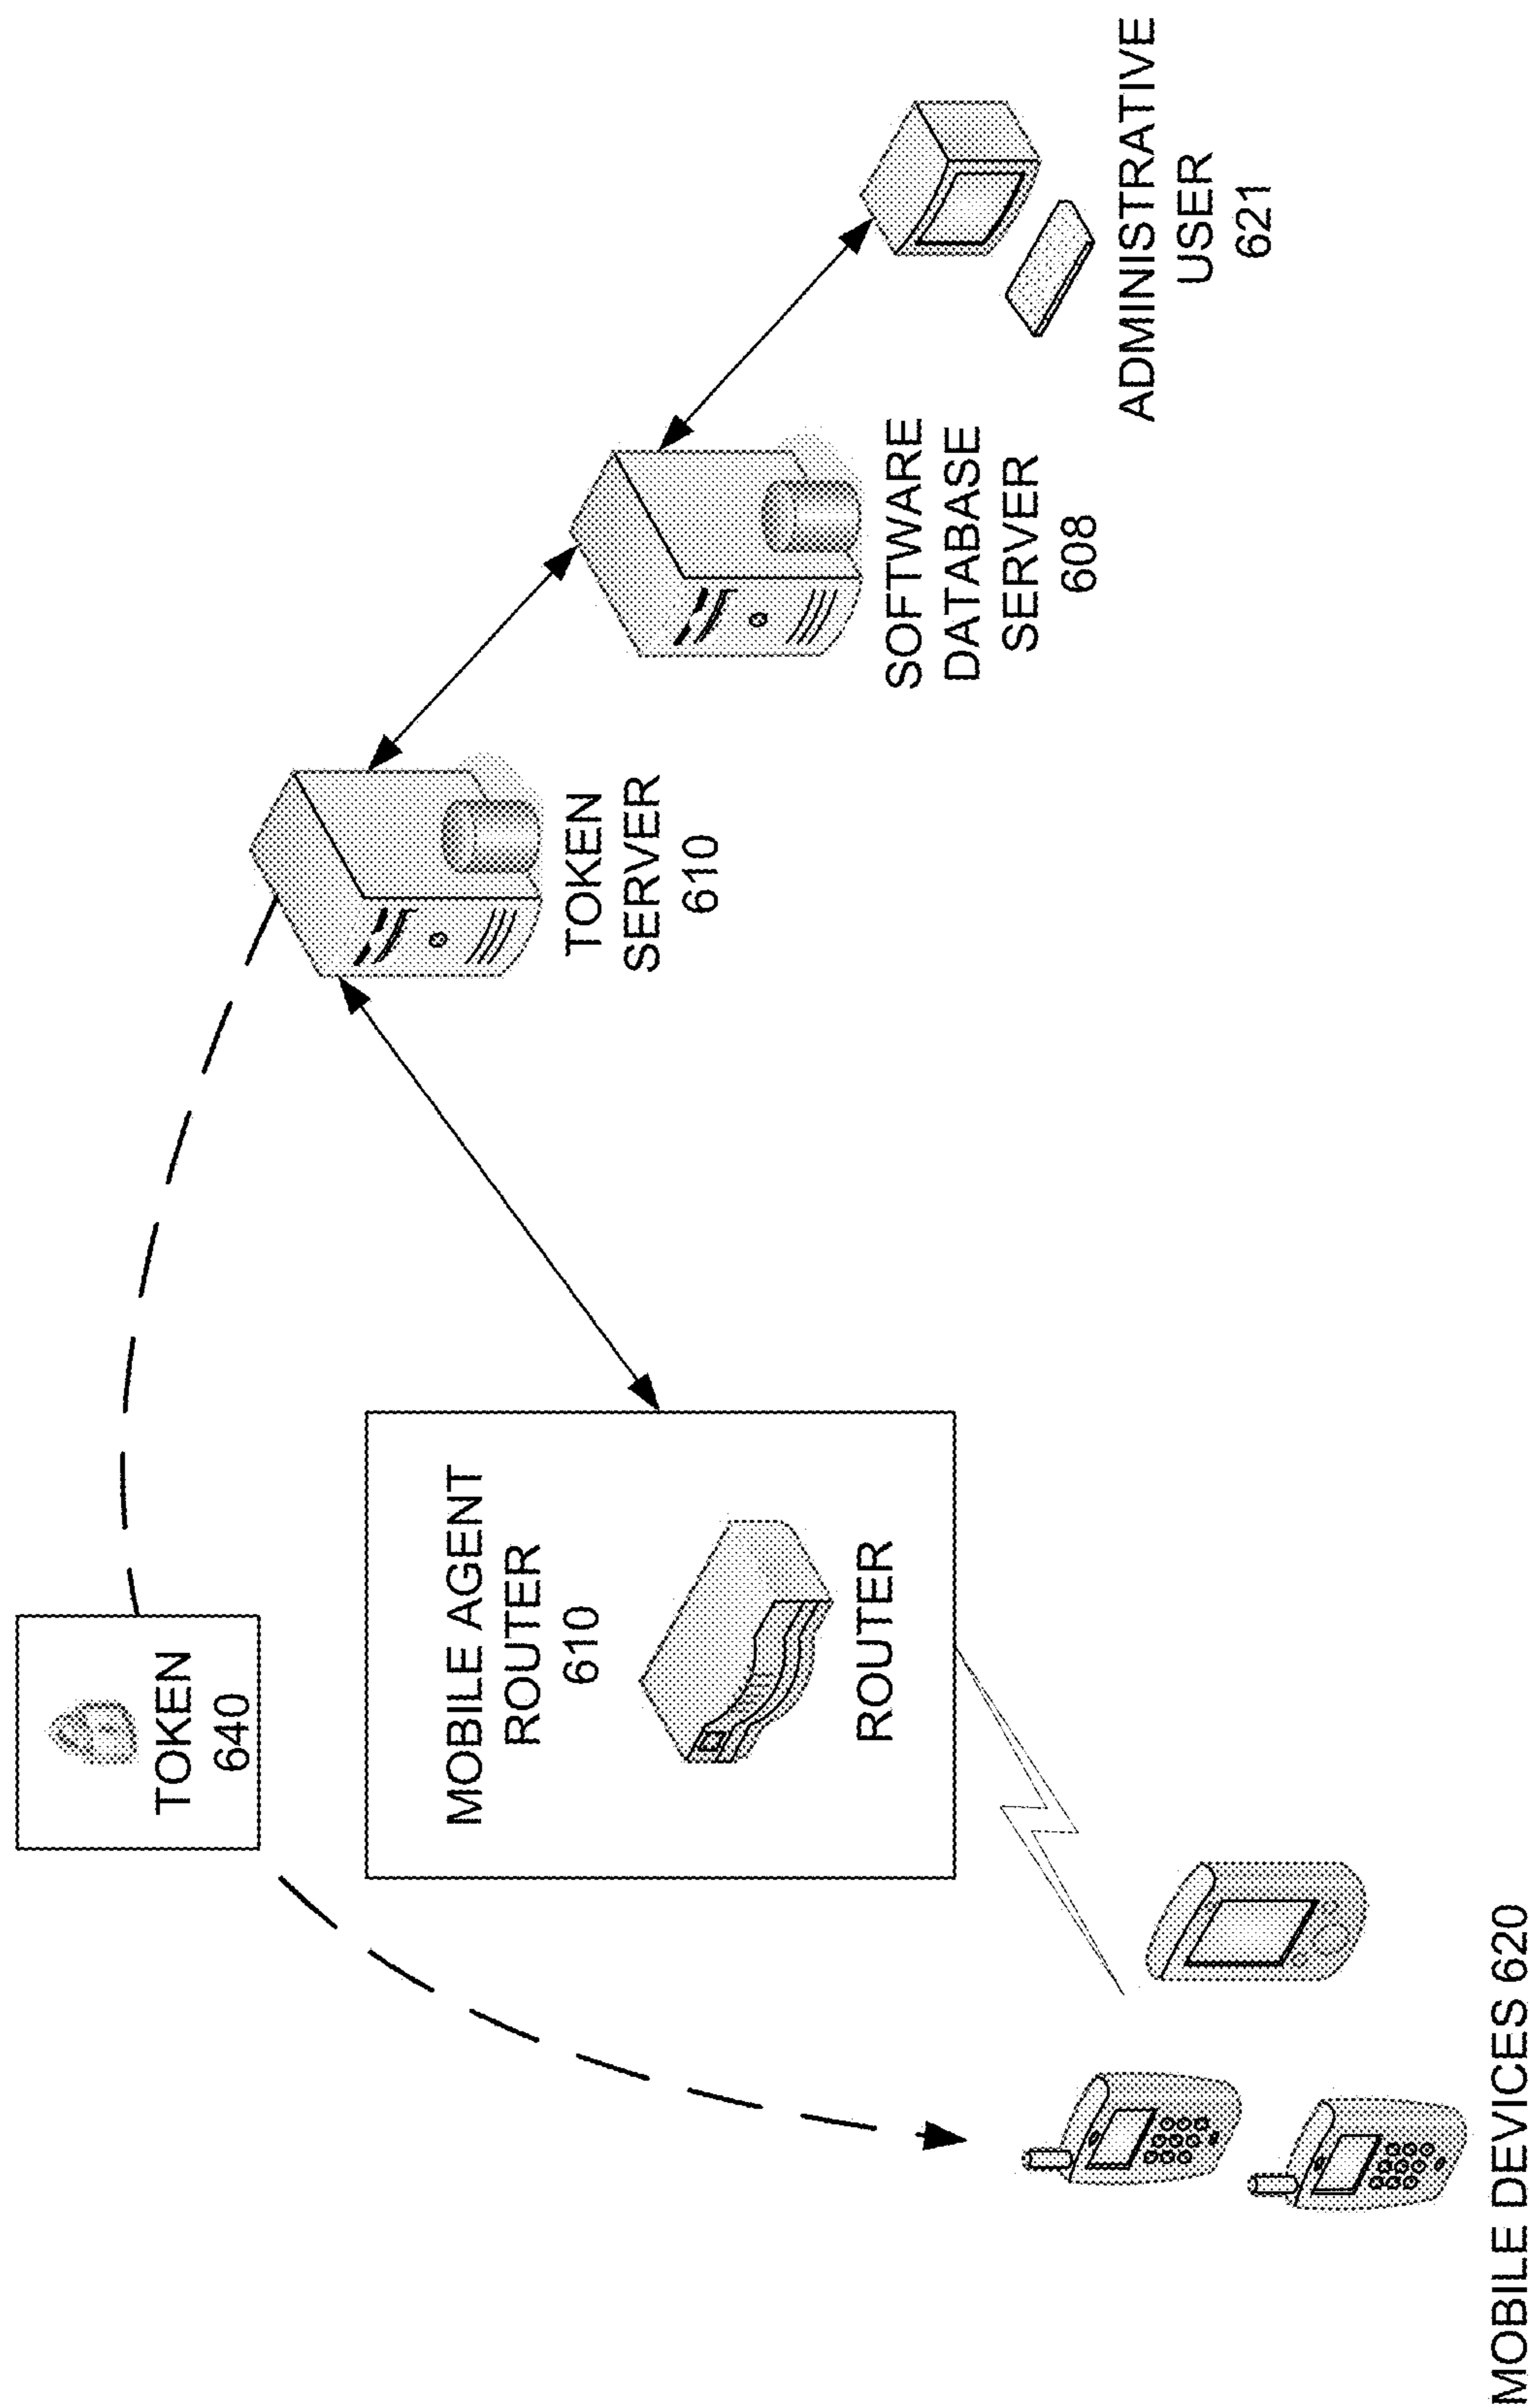 TOKEN
640
MOBILE AGENT
ROUTER
610
ROUTER
MOBILE DEVICES 620
TOKEN
SERVER
610
SOFTWARE
DATABASE
SERVER
608
ADMINISTRATIVE
USER
621